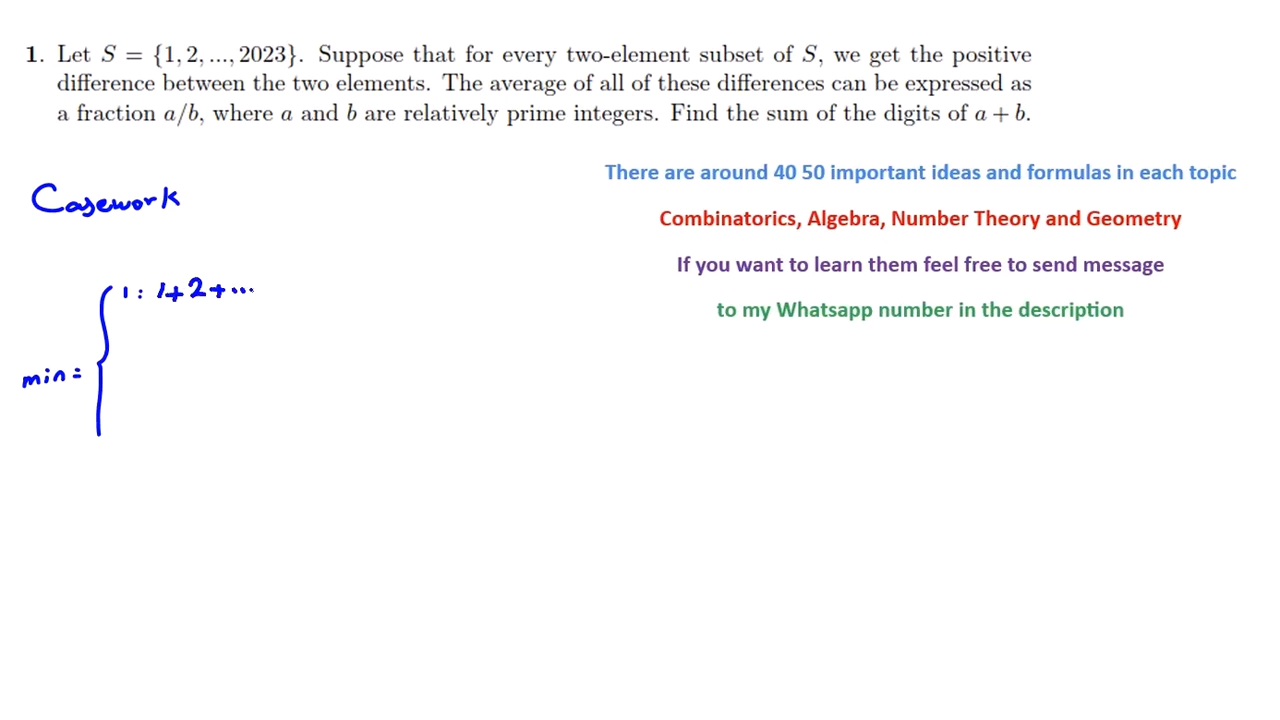 1. Let S = {1, 2, ..., 2023}. Suppose that for every two-element subset of S, we get the positive
difference between the two elements. The average of all of these differences can be expressed as
a fraction a/b, where a and b are relatively prime integers. Find the sum of the digits of a + b.
There are around 40 50 important ideas and formulas in each topic
Casework
Combinatorics, Algebra, Number Theory and Geometry
If you want to learn them feel free to send message
1: 1+2+...
to my Whatsapp number in the description
min=